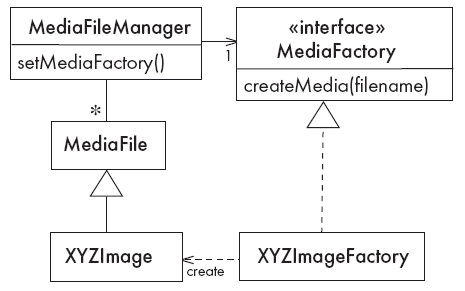 MediaFileManager
setMediaFactory()
1
«interface»
MediaFactory
createMedia(filename)
*
MediaFile
XYZImage
create
XYZImageFactory